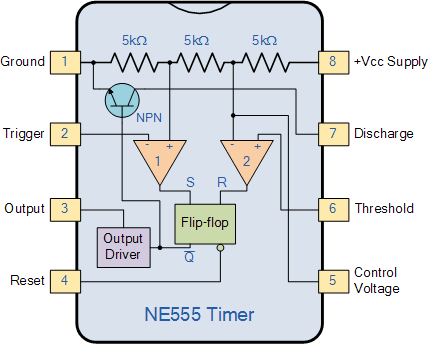 5kΩ 5kΩ 5kΩ
Ground 1 8 +Vcc Supply
NPN
Trigger 2 - + - + 7 Discharge
1 2
S R
Output 3 6 Threshold
Flip-flop
Output
Driver
Q̅
Reset 4 5 Control
Voltage
NE555 Timer